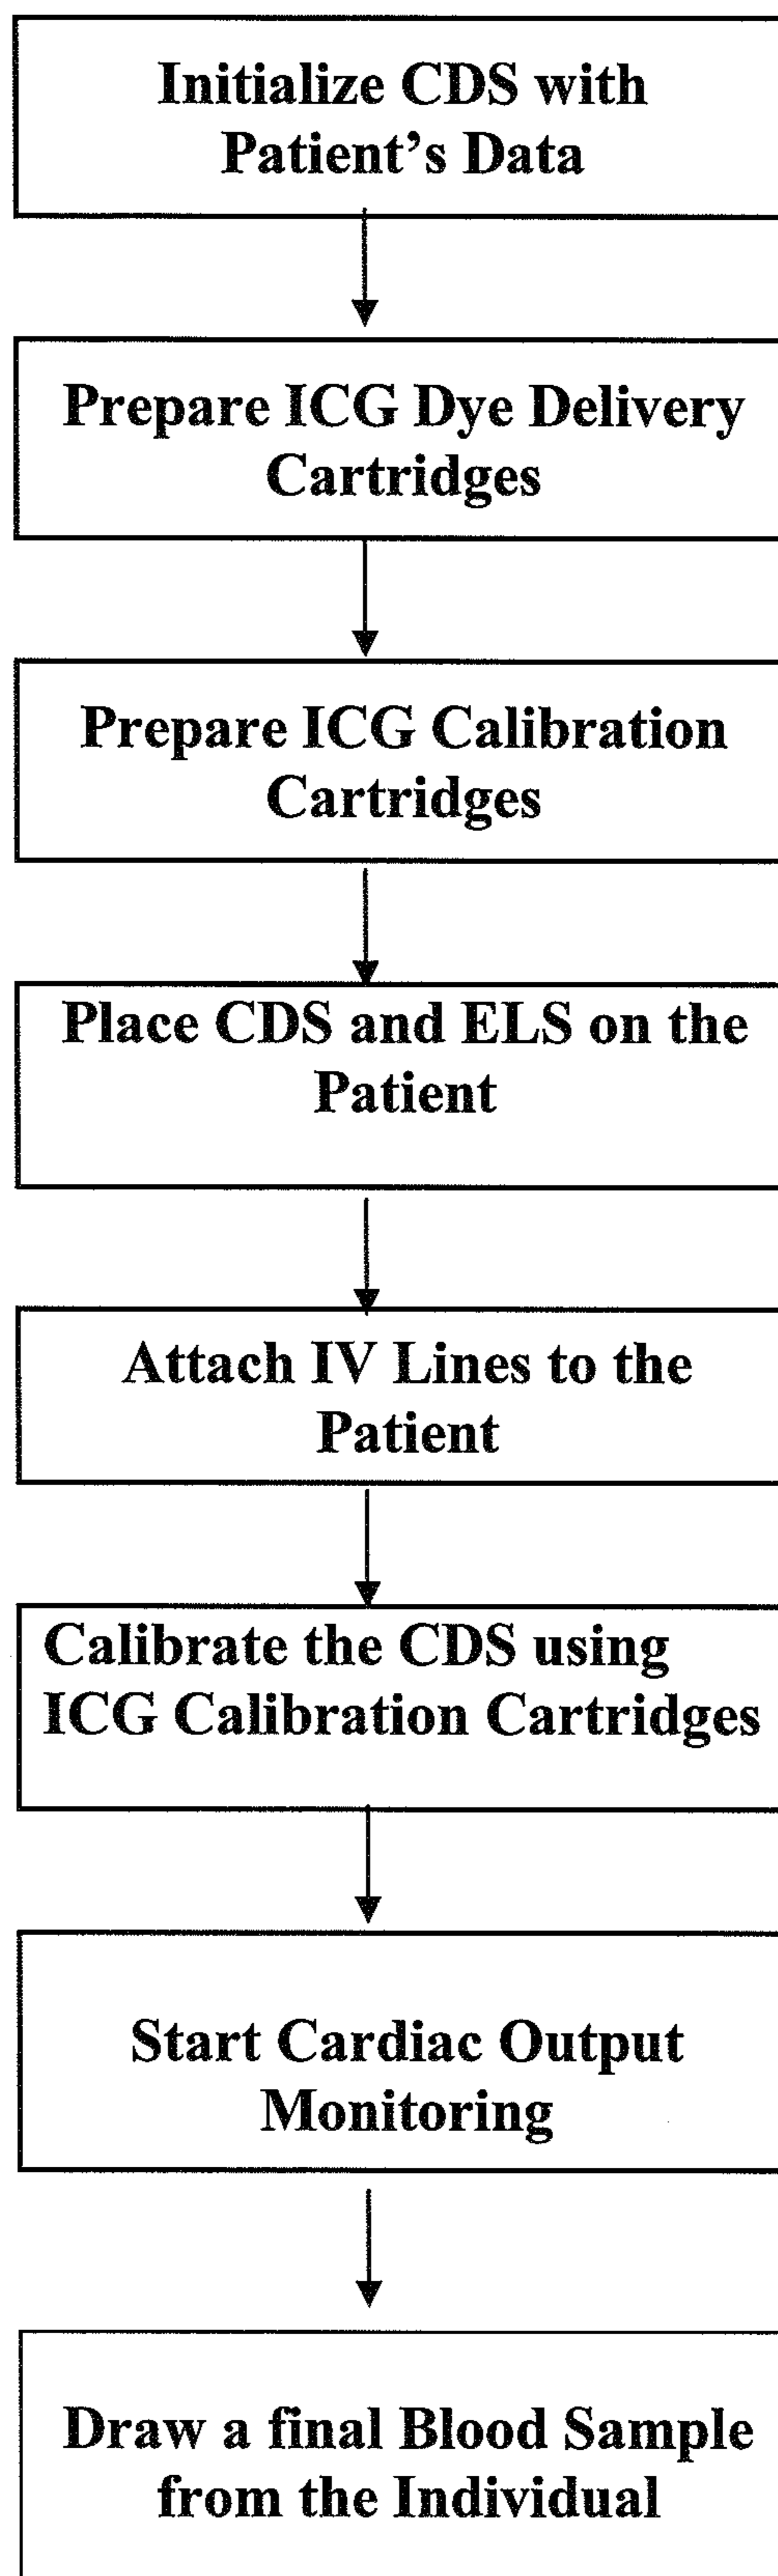 Initialize CDS with
Patient's Data
Prepare ICG Dye Delivery
Cartridges
Prepare ICG Calibration
Cartridges
Place CDS and ELS on the
Patient
Attach IV Lines to the
Patient
Calibrate the CDS using
ICG Calibration Cartridges
Start Cardiac Output
Monitoring
Draw a final Blood Sample
from the Individual